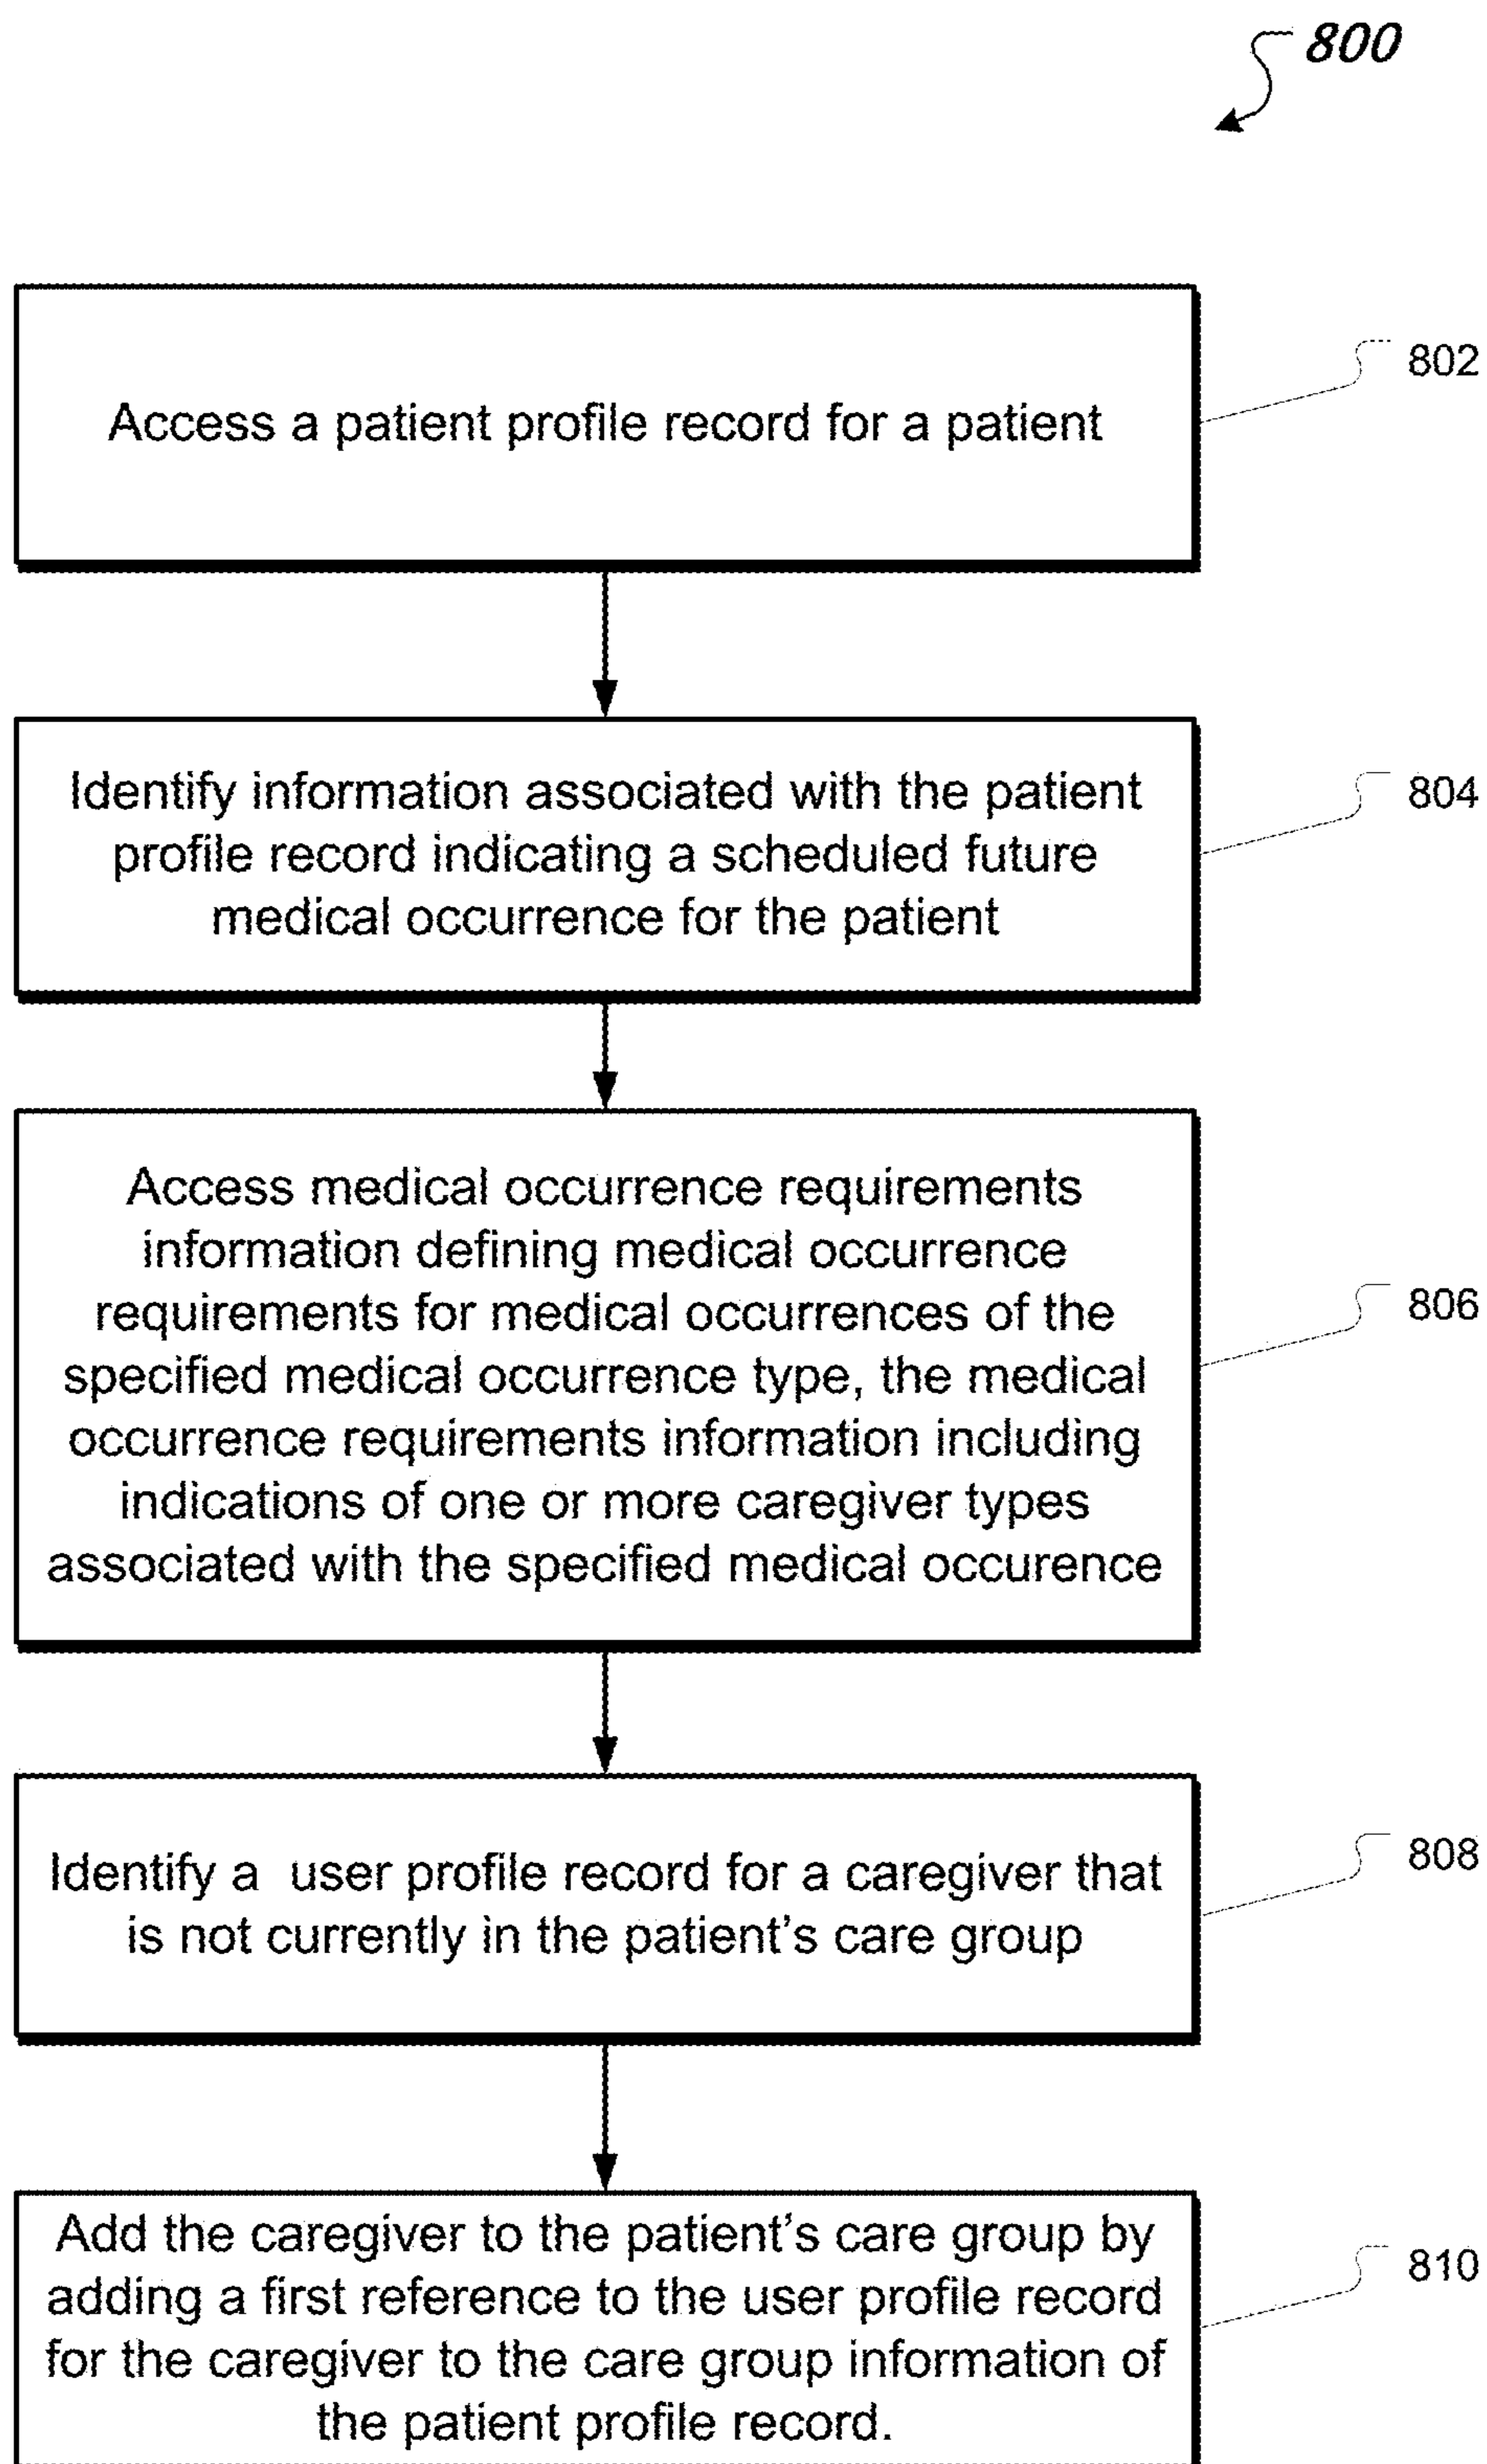 800
Access a patient profile record for a patient
802
Identify information associated with the patient
profile record indicating a scheduled future
medical occurrence for the patient
804
Access medical occurrence requirements
information defining medical occurrence
requirements for medical occurrences of the
specified medical occurrence type, the medical
occurrence requirements information including
indications of one or more caregiver types
associated with the specified medical occurence
806
Identify a  user profile record for a caregiver that
is not currently in the patient’s care group
808
Add the caregiver to the patient’s care group by
adding a first reference to the user profile record
for the caregiver to the care group information of
the patient profile record.
810